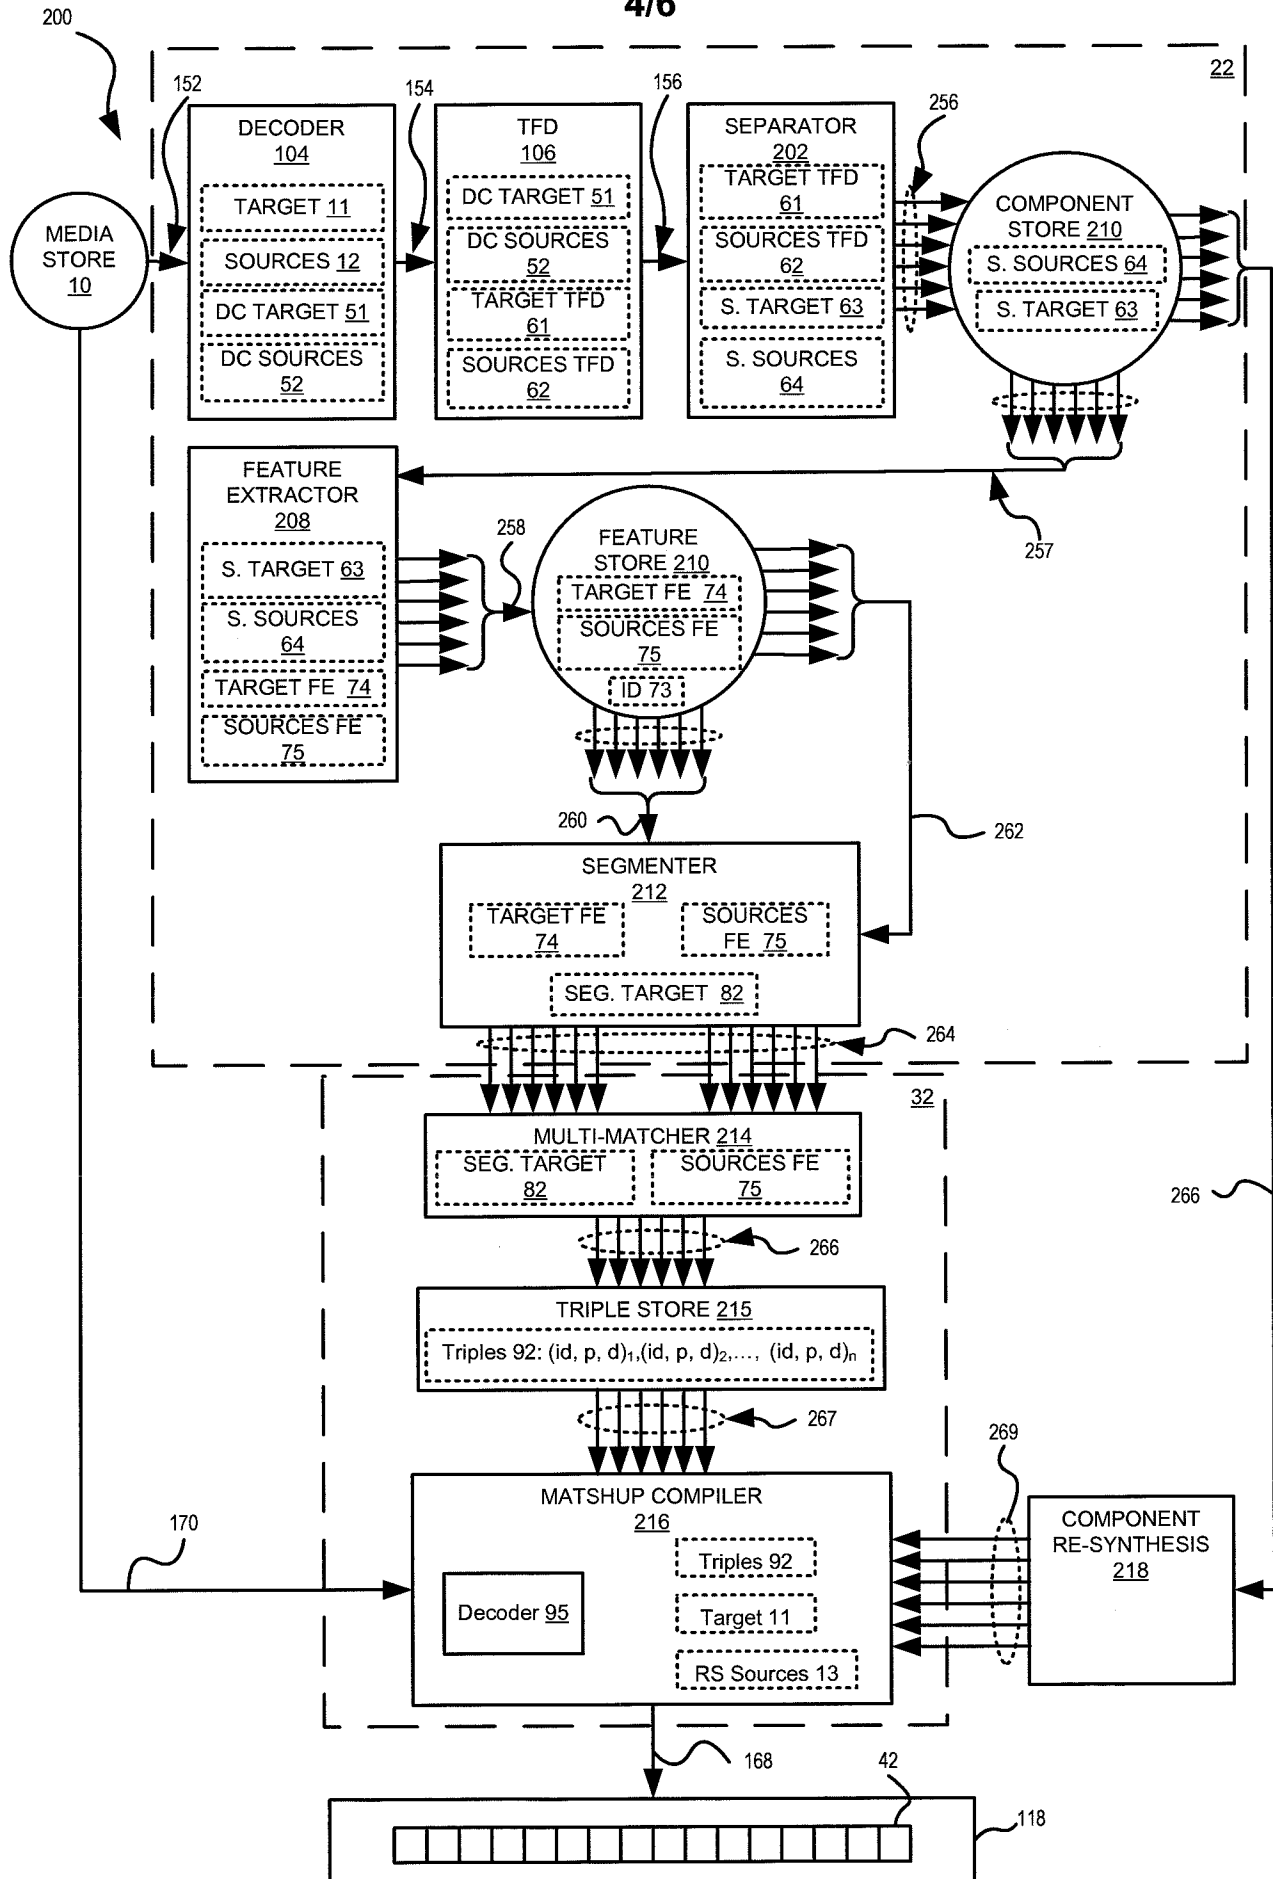 4/6
200
22
152
154
156
256
DECODER
104
TARGET 11
SOURCES 12
DC TARGET 51
DC SOURCES
52
TFD
106
DC TARGET 51
DC SOURCES
52
TARGET TFD
61
SOURCES TFD
62
SEPARATOR
202
TARGET TFD
61
SOURCES TFD
62
S. TARGET 63
S. SOURCES
64
COMPONENT
STORE 210
S. SOURCES 64
S. TARGET 63
MEDIA
STORE
10
FEATURE
EXTRACTOR
208
S. TARGET 63
S. SOURCES
64
TARGET FE 74
SOURCES FE
75
258
FEATURE
STORE 210
TARGET FE 74
SOURCES FE
75
ID 73
257
260
262
SEGMENTER
212
TARGET FE
74
SOURCES
FE 75
SEG. TARGET 82
264
32
MULTI-MATCHER 214
SEG. TARGET
82
SOURCES FE
75
266
266
TRIPLE STORE 215
Triples 92: (id, p, d)1,(id, p, d)2,..., (id, p, d)n
267
269
MATSHUP COMPILER
216
Triples 92
Decoder 95
Target 11
RS Sources 13
170
COMPONENT
RE-SYNTHESIS
218
168
42
118